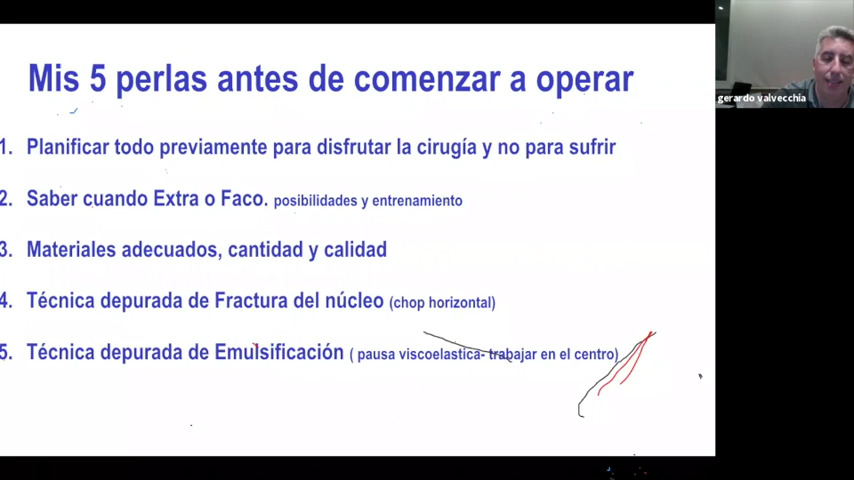 Mis 5 perlas antes de comenzar a operar
gerardo valvecchia
1. Planificar todo previamente para disfrutar la cirugía y no para sufrir
2. Saber cuando Extra o Faco. posibilidades y entrenamiento
3. Materiales adecuados, cantidad y calidad
4. Técnica depurada de Fractura del núcleo (chop horizontal)
5. Técnica depurada de Emulsificación ( pausa viscoelastica- trabajar en el centro)